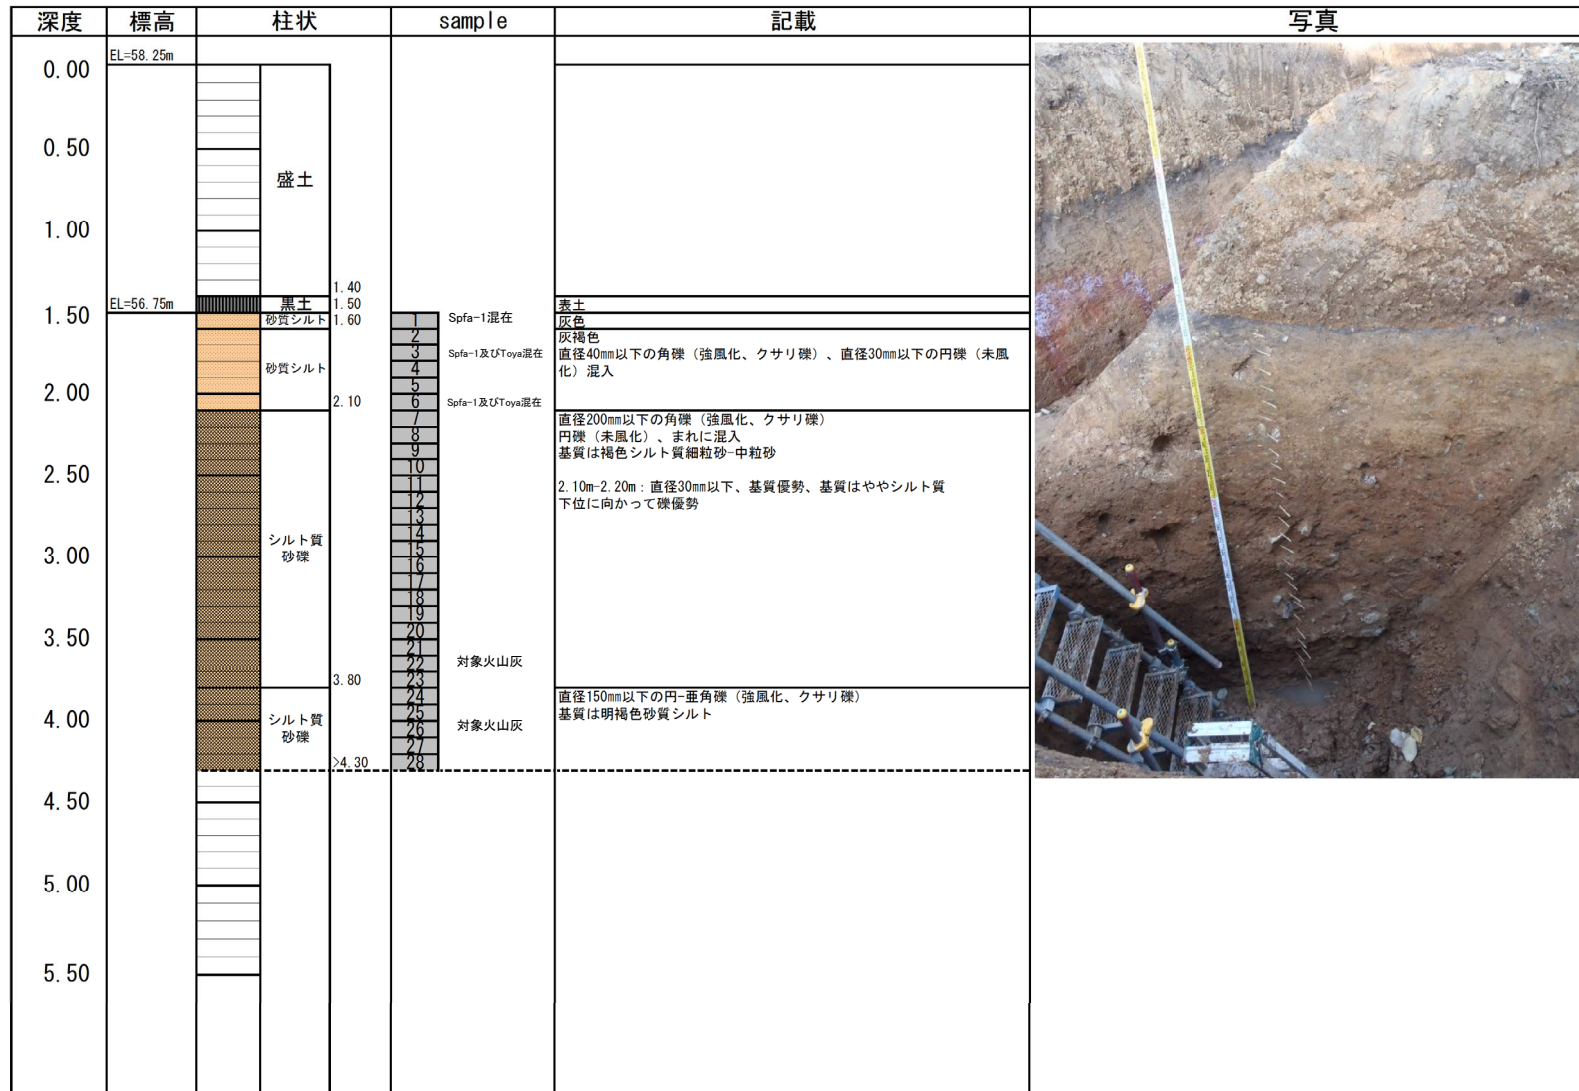 深度 標高 柱状 sample 記載 写真
EL=58.25m
0.00
0.50
盛土
1.00
1.40
EL=56.75m 黒土 1.50 表土
1.50 砂質シルト 1.60 1 Spfa-1混在 灰色
2 灰褐色
砂質シルト 3 Spfa-1及びToya混在 直径40mm以下の角礫（強風化、クサリ礫）、直径30mm以下の円礫（未風
4 化）混入
5
2.00 2.10 6 Spfa-1及びToya混在
7 直径200mm以下の角礫（強風化、クサリ礫）
8 円礫（未風化）、まれに混入
9 基質は褐色シルト質細粒砂-中粒砂
2.50 10
11 2.10m-2.20m：直径30mm以下、基質優勢、基質はややシルト質
12 下位に向かって礫優勢
13
14
シルト質
砂礫
15
3.00 16
17
18
19
20
3.50 21
22 対象火山灰
3.80 23
24 直径150mm以下の円-亜角礫（強風化、クサリ礫）
25 基質は明褐色砂質シルト
シルト質
砂礫
4.00 26 対象火山灰
27
>4.30 28
4.50
5.00
5.50